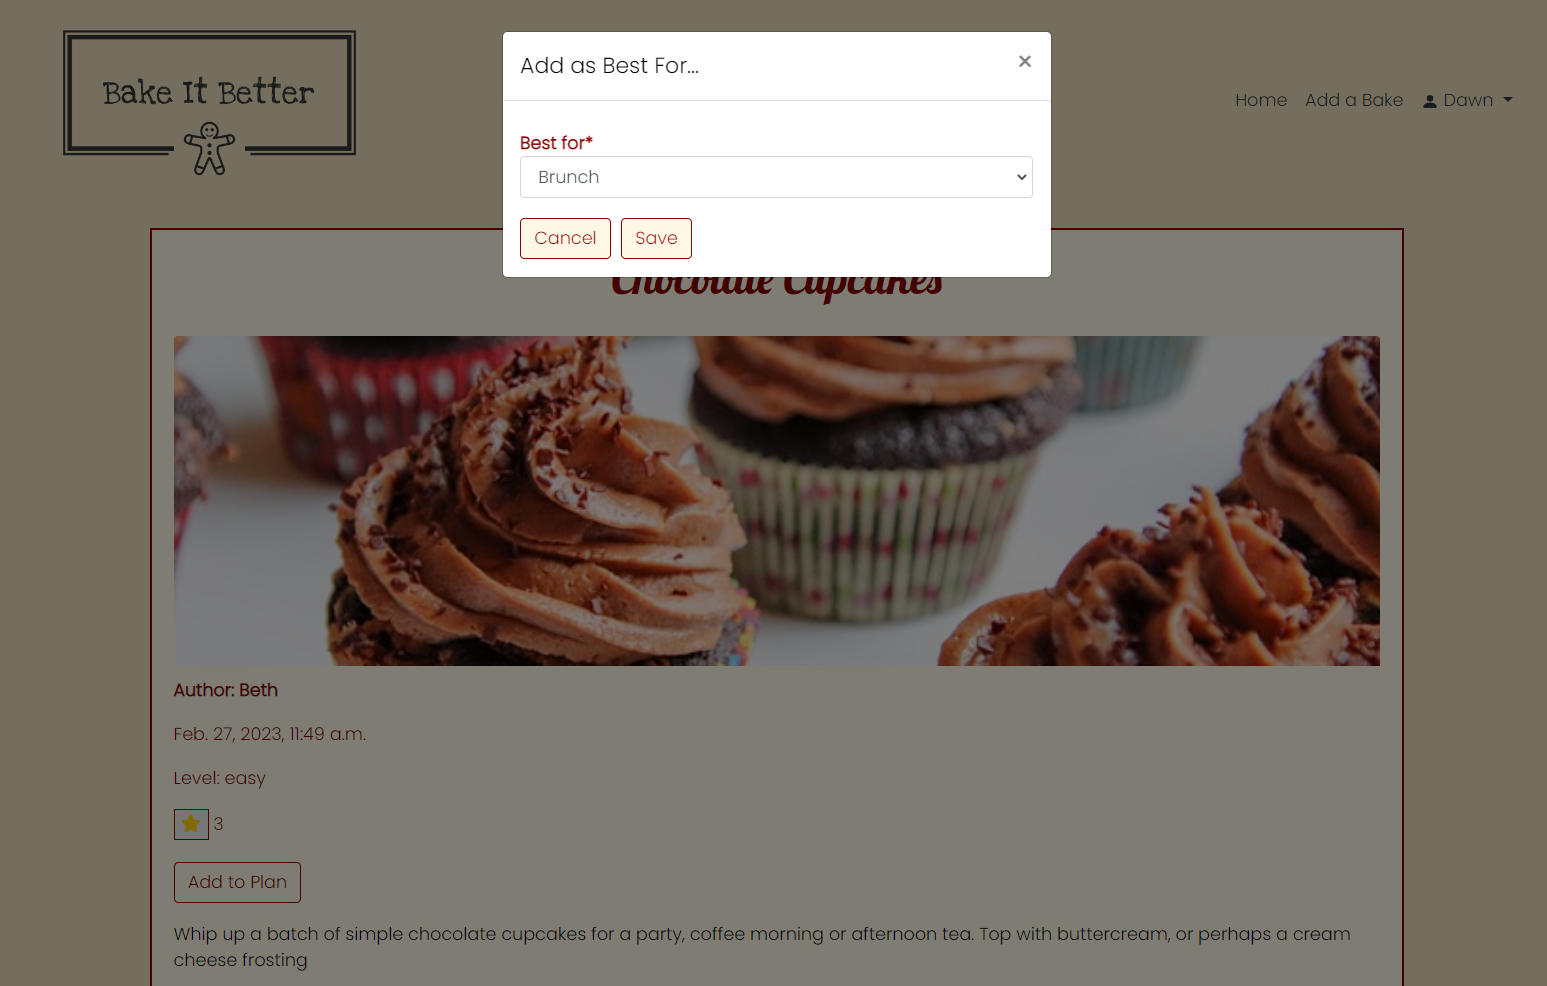 Bake It Better
Home Add a Bake Dawn
Add as Best For...
×
Best for*
Brunch
Cancel Save
Chocolate Cupcakes
Author: Beth
Feb. 27, 2023, 11:49 a.m.
Level: easy
3
Add to Plan
Whip up a batch of simple chocolate cupcakes for a party, coffee morning or afternoon tea. Top with buttercream, or perhaps a cream
cheese frosting